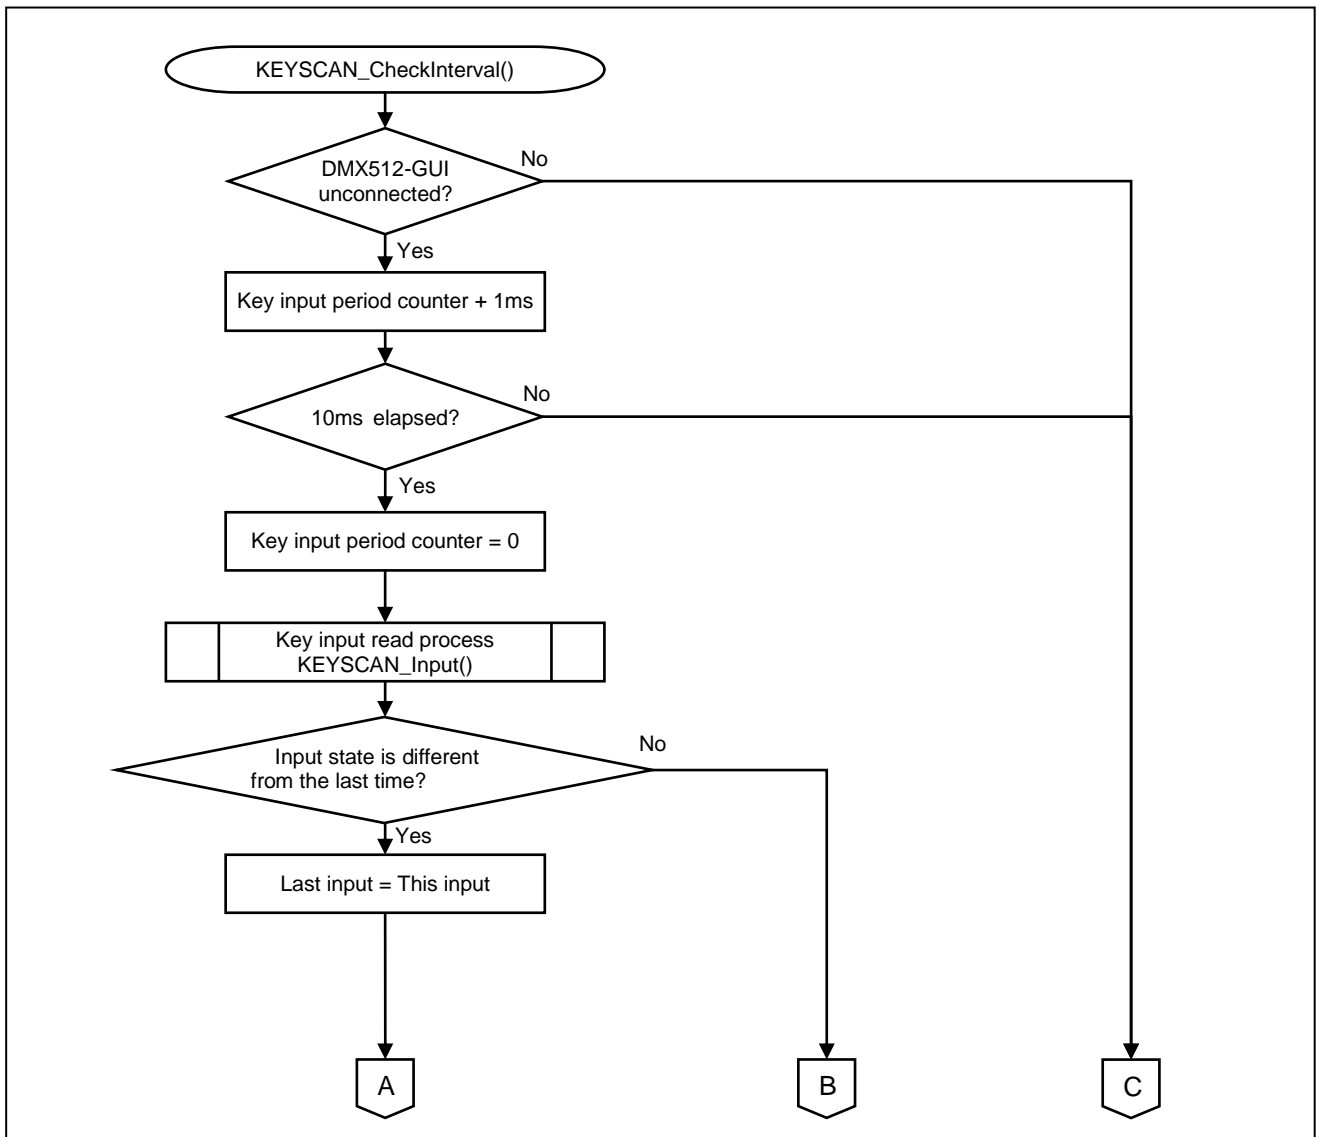 KEYSCAN_CheckInterval()
DMX512-GUI
unconnected?
No
Yes
Key input period counter + 1ms
10ms elapsed?
No
Yes
Key input period counter = 0
Key input read process
KEYSCAN_Input()
Input state is different
from the last time?
No
Yes
Last input = This input
A
B
C